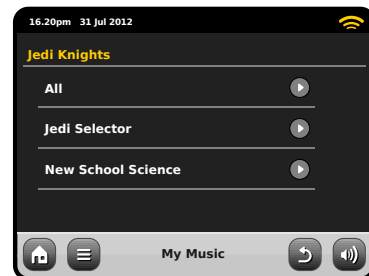 16.20pm 31 Jul 2012
Jedi Knights
All
Jedi Selector
New School Science
My Music